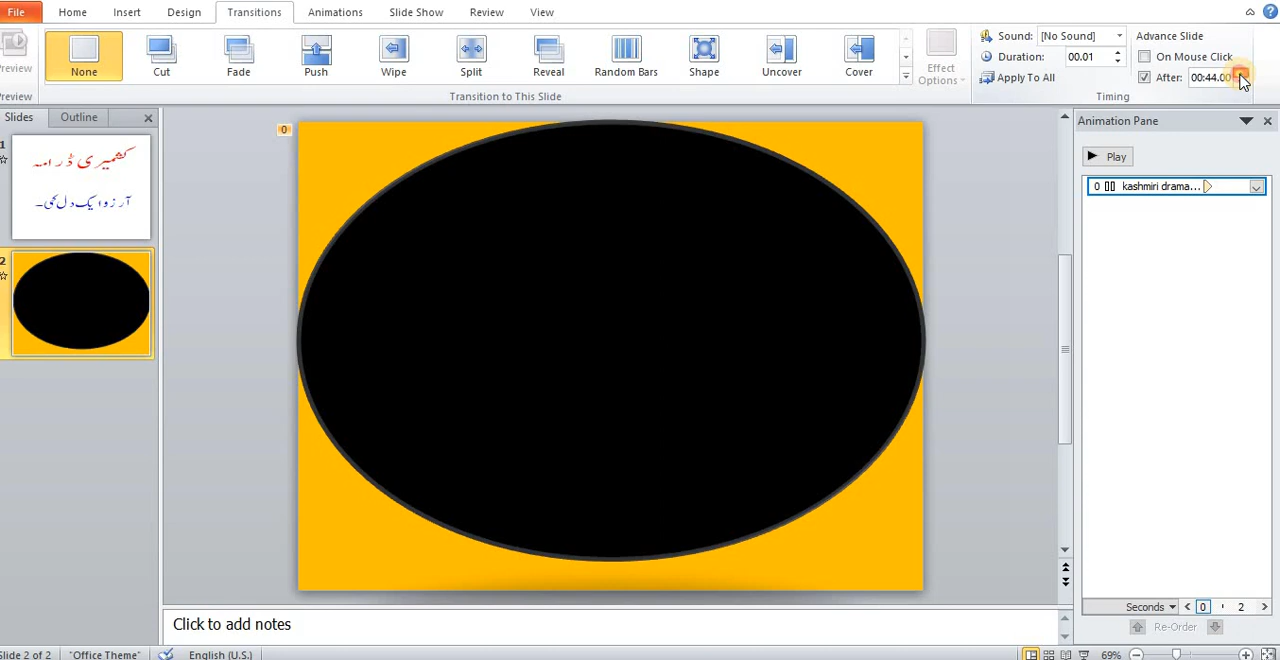 File Home Insert Design Transitions Animations Slide Show Review View
Preview None Cut Fade Push Wipe Split Reveal Random Bars Shape Uncover Cover Effect Options
Sound: [No Sound] Advance Slide
Duration: 00.01 On Mouse Click
Apply To All After: 00:44.00
Preview Transition to This Slide Timing
Slides Outline
Animation Pane
Play
0 kashmiri drama...
0
1
کشمیری ڈرامہ
آرزو ایک دل کی۔
2
Click to add notes
Seconds 0 2
Re-Order
Slide 2 of 2 "Office Theme" English (U.S.) 69%